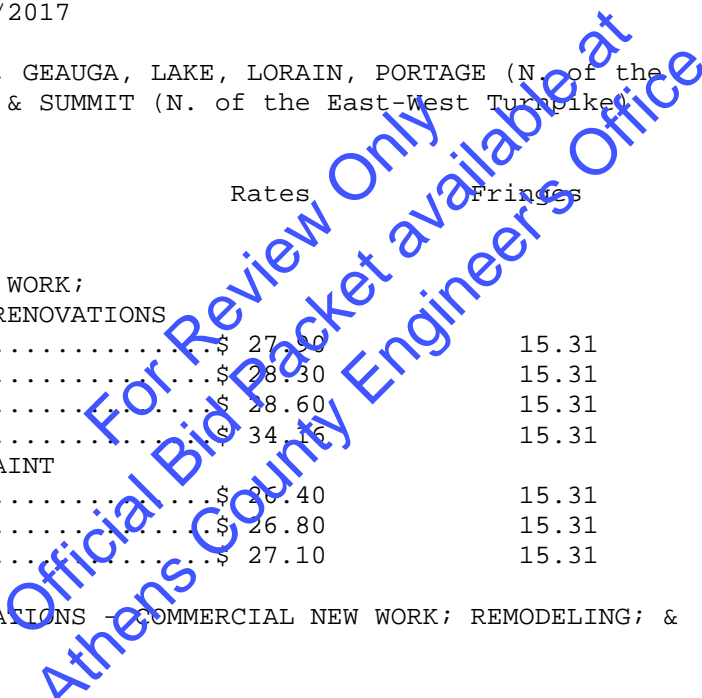 /2017
, GEAUGA, LAKE, LORAIN, PORTAGE (N. of the
& SUMMIT (N. of the East-West Turnpike)
Rates Fringes
WORK;
RENOVATIONS
..............$ 27.90 15.31
..............$ 28.30 15.31
..............$ 28.60 15.31
..............$ 34.16 15.31
AINT
..............$ 26.40 15.31
..............$ 26.80 15.31
..............$ 27.10 15.31
ATIONS - COMMERCIAL NEW WORK; REMODELING; &
For Review Only
Official Bid Packet available at
Athens County Engineer's Office